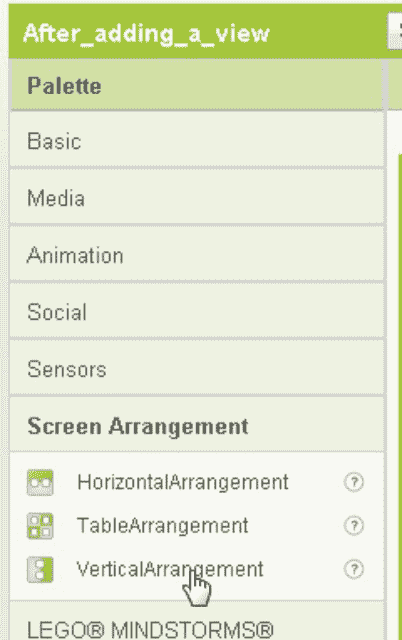 After_adding_a_view
Palette
Basic
Media
Animation
Social
Sensors
Screen Arrangement
HorizontalArrangement ?
TableArrangement ?
VerticalArrangement ?
LEGO® MINDSTORMS®